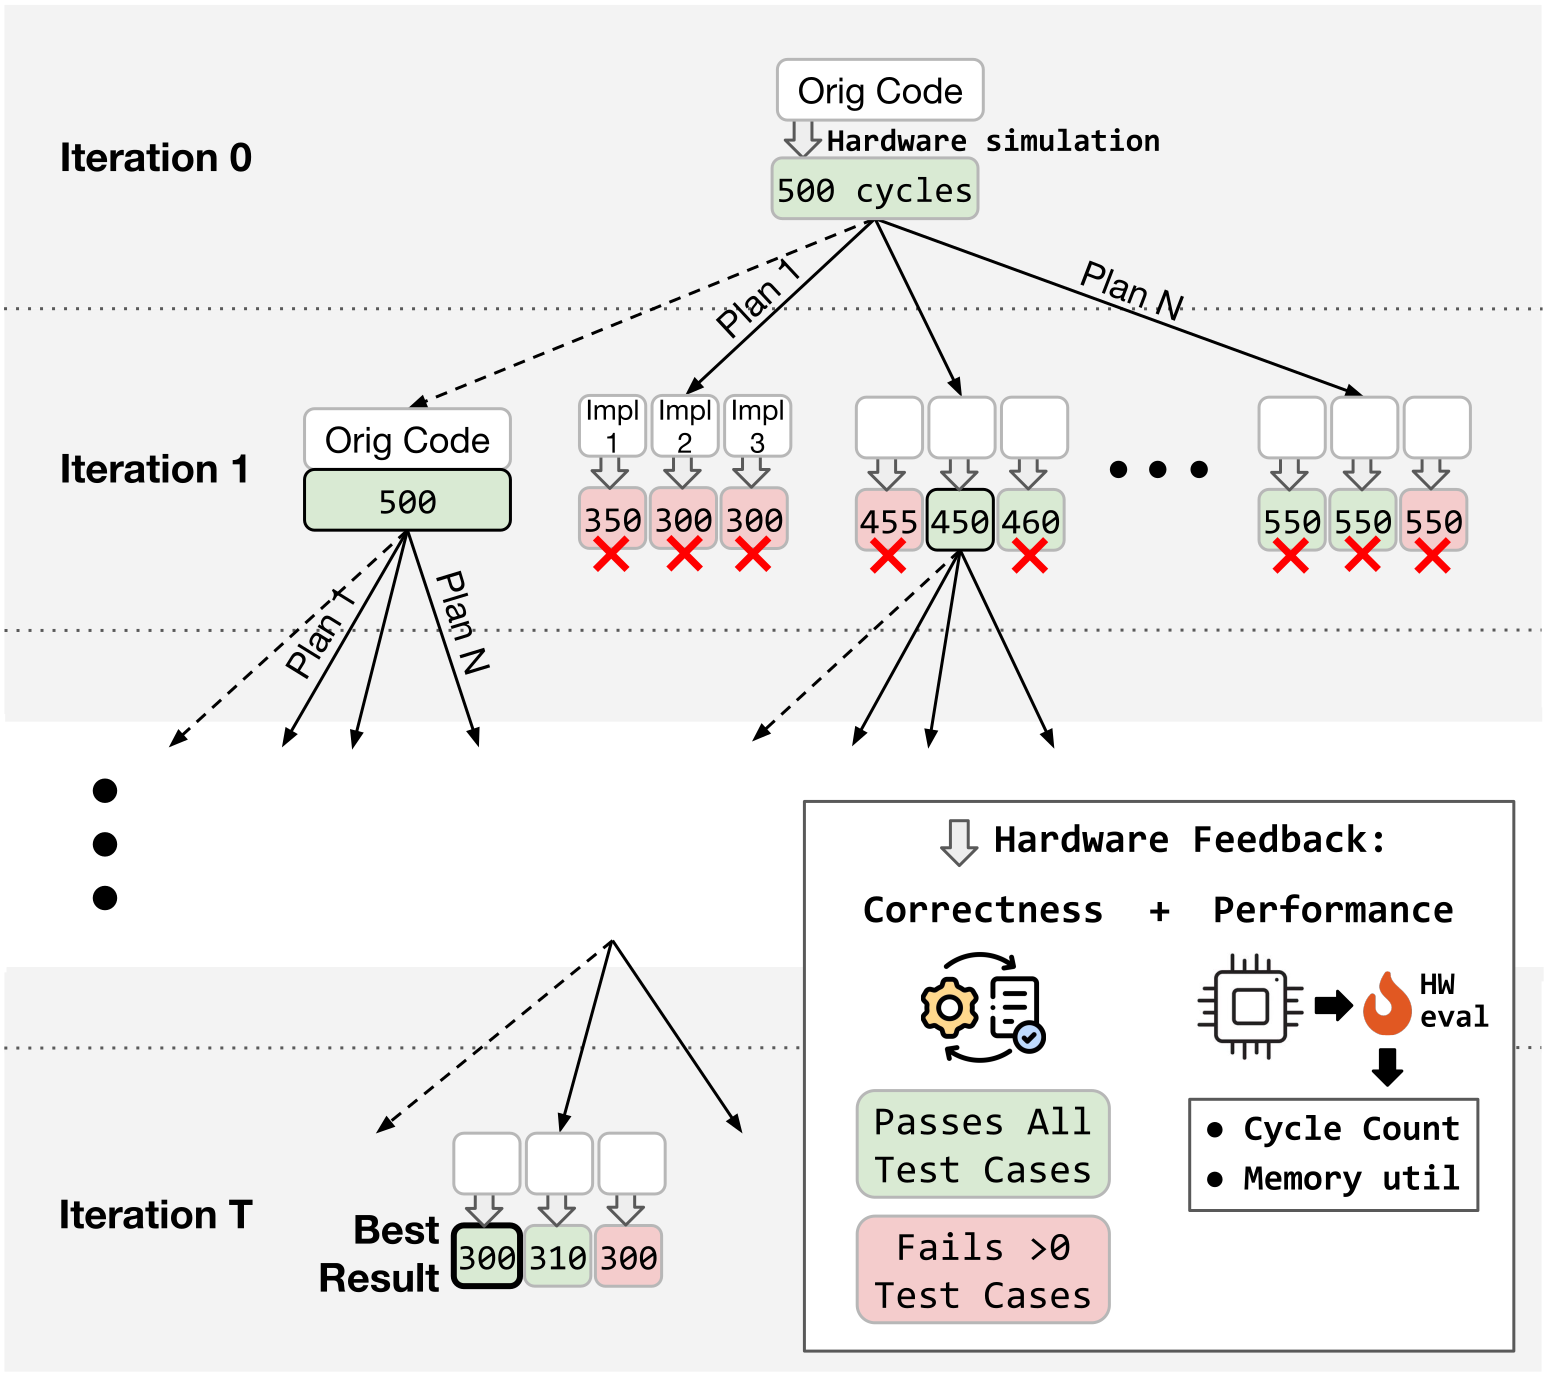 Orig Code
Hardware simulation
Iteration 0
500 cycles
Plan 1
Plan N
Iteration 1
Orig Code
500
Impl 1
Impl 2
Impl 3
350
300
300
455
450
460
550
550
550
Plan 1
Plan N
Hardware Feedback:
Correctness + Performance
HW
eval
Passes All
Test Cases
Fails >0
Test Cases
• Cycle Count
• Memory util
Iteration T
Best
Result
300
310
300